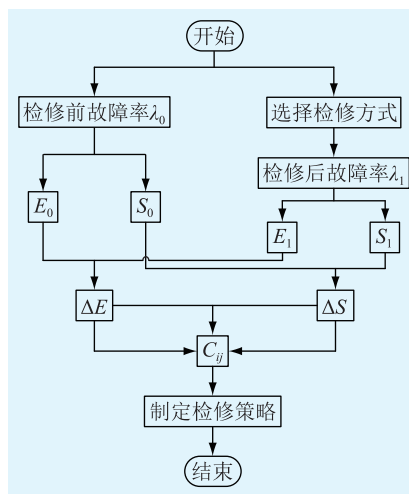 开始
检修前故障率λ₀
选择检修方式
检修后故障率λ₁
E₀
S₀
E₁
S₁
ΔE
ΔS
Cᵢⱼ
制定检修策略
结束